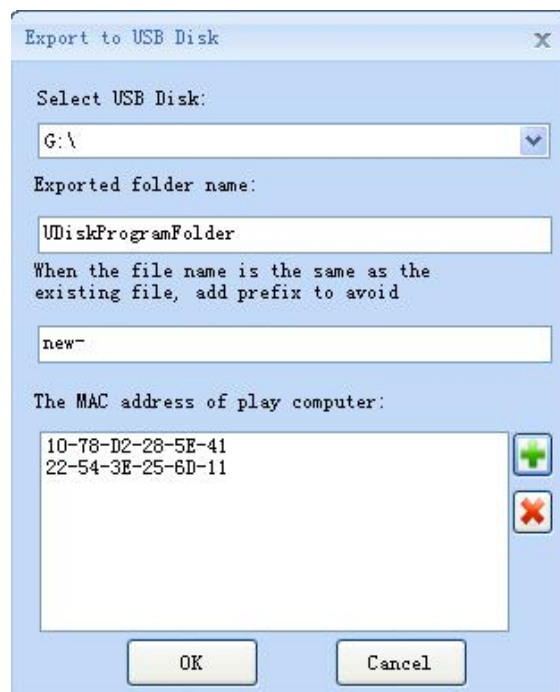 Export to USB Disk
Select USB Disk:
G:\
Exported folder name:
UDiskProgramFolder
When the file name is the same as the
existing file, add prefix to avoid
new-
The MAC address of play computer:
10-78-D2-28-5E-41
22-54-3E-25-6D-11
OK
Cancel